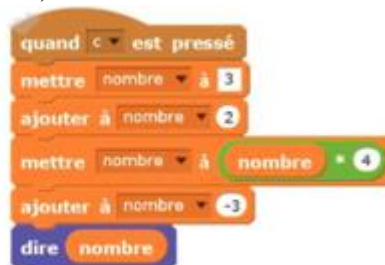 quand c est pressé
mettre nombre à 3
ajouter à nombre 2
mettre nombre à nombre * 4
ajouter à nombre -3
dire nombre